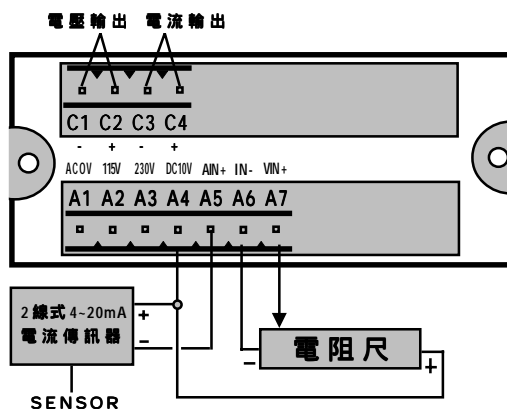 電壓輸出 電流輸出
C1 C2 C3 C4
- + - +
AC0V 115V 230V DC10V AIN+ IN- VIN+
A1 A2 A3 A4 A5 A6 A7
2線式4~20mA
電流傳訊器
+
-
電阻尺
- +
SENSOR